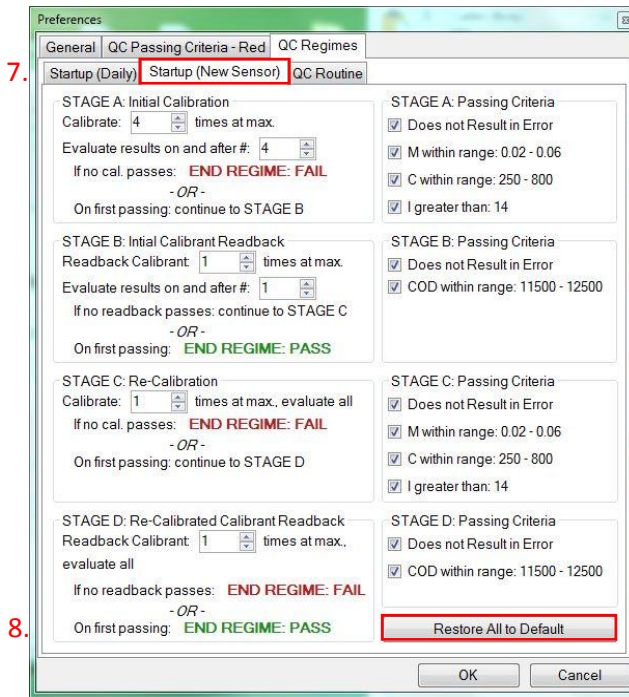 Preferences
General QC Passing Criteria - Red QC Regimes
7.
Startup (Daily) Startup (New Sensor) QC Routine
STAGE A: Initial Calibration
Calibrate: 4 times at max.
Evaluate results on and after #: 4
If no cal. passes: END REGIME: FAIL
- OR -
On first passing: continue to STAGE B
STAGE A: Passing Criteria
Does not Result in Error
M within range: 0.02 - 0.06
C within range: 250 - 800
I greater than: 14
STAGE B: Intial Calibrant Readback
Readback Calibrant: 1 times at max.
Evaluate results on and after #: 1
If no readback passes: continue to STAGE C
- OR -
On first passing: END REGIME: PASS
STAGE B: Passing Criteria
Does not Result in Error
COD within range: 11500 - 12500
STAGE C: Re-Calibration
Calibrate: 1 times at max., evaluate all
If no cal. passes: END REGIME: FAIL
- OR -
On first passing: continue to STAGE D
STAGE C: Passing Criteria
Does not Result in Error
M within range: 0.02 - 0.06
C within range: 250 - 800
I greater than: 14
STAGE D: Re-Calibrated Calibrant Readback
Readback Calibrant: 1 times at max.,
evaluate all
If no readback passes: END REGIME: FAIL
- OR -
On first passing: END REGIME: PASS
STAGE D: Passing Criteria
Does not Result in Error
COD within range: 11500 - 12500
8.
Restore All to Default
OK Cancel